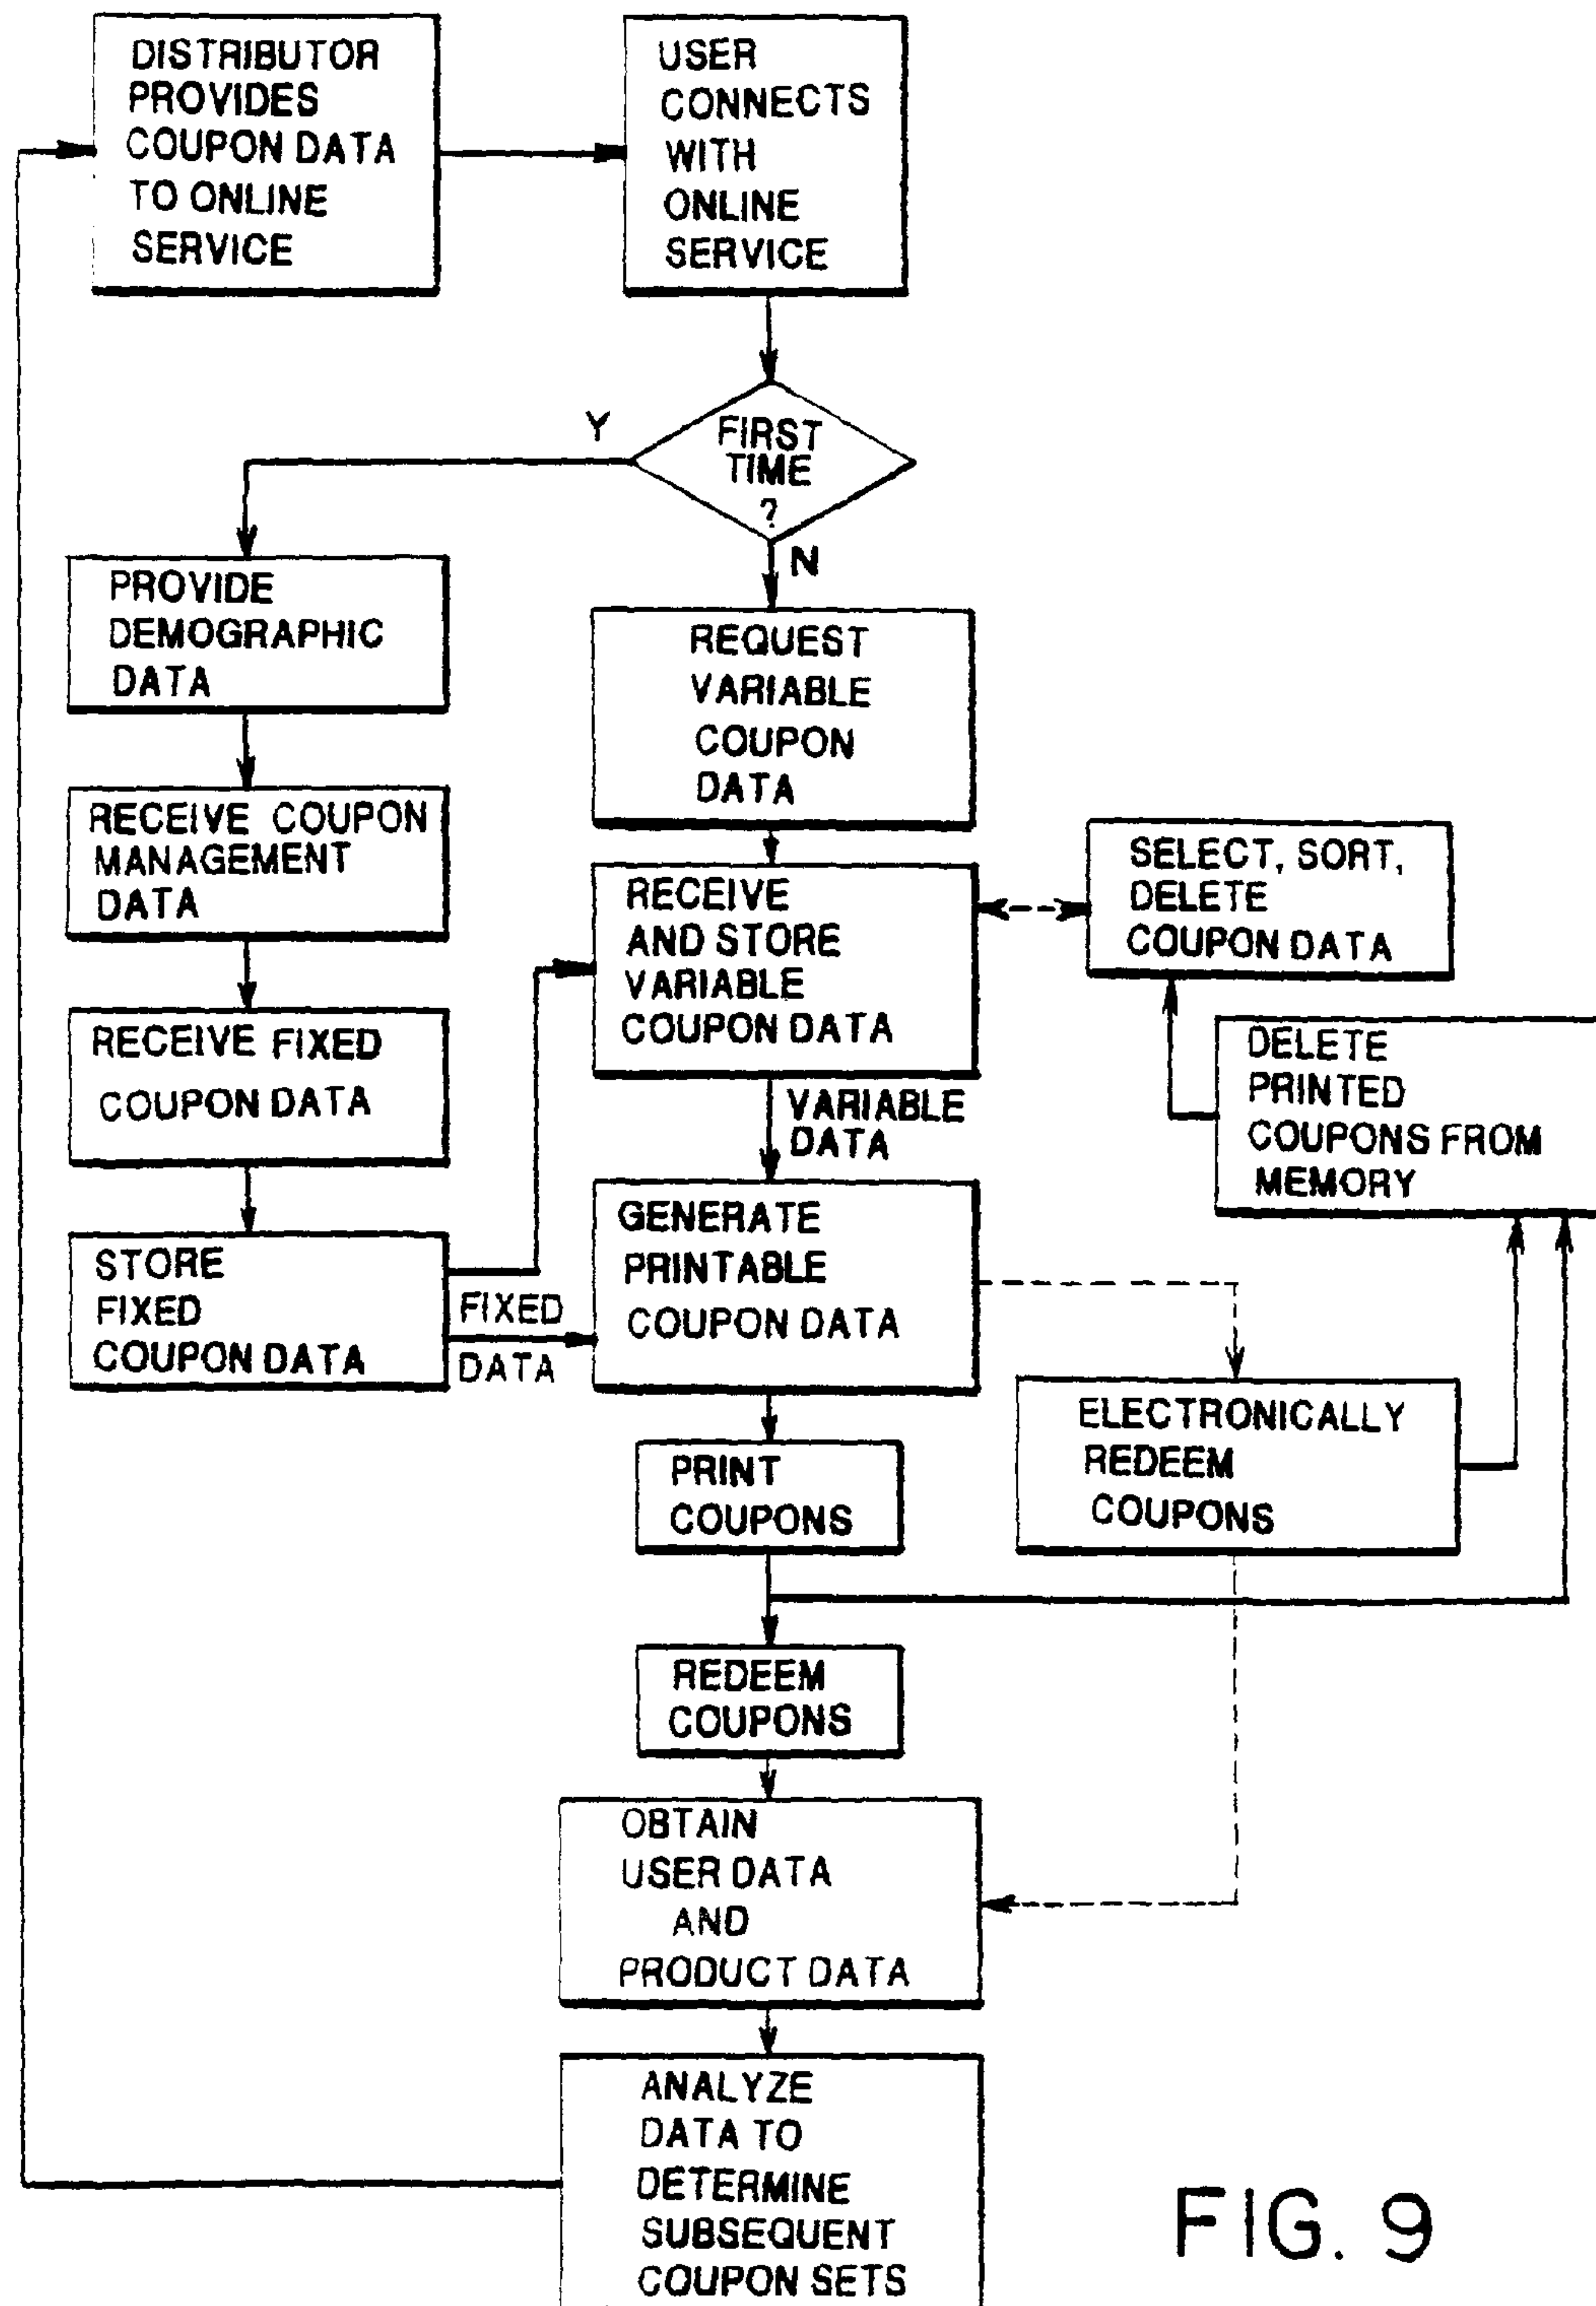 DISTRIBUTOR
PROVIDES
COUPON DATA
TO ONLINE
SERVICE
USER
CONNECTS
WITH
ONLINE
SERVICE
FIRST
TIME
?
Y
N
PROVIDE
DEMOGRAPHIC
DATA
REQUEST
VARIABLE
COUPON
DATA
RECEIVE COUPON
MANAGEMENT
DATA
RECEIVE
AND STORE
VARIABLE
COUPON DATA
SELECT, SORT,
DELETE
COUPON DATA
RECEIVE FIXED
COUPON DATA
VARIABLE
DATA
DELETE
PRINTED
COUPONS FROM
MEMORY
STORE
FIXED
COUPON DATA
FIXED
DATA
GENERATE
PRINTABLE
COUPON DATA
ELECTRONICALLY
REDEEM
COUPONS
PRINT
COUPONS
REDEEM
COUPONS
OBTAIN
USER DATA
AND
PRODUCT DATA
ANALYZE
DATA TO
DETERMINE
SUBSEQUENT
COUPON SETS
FIG. 9